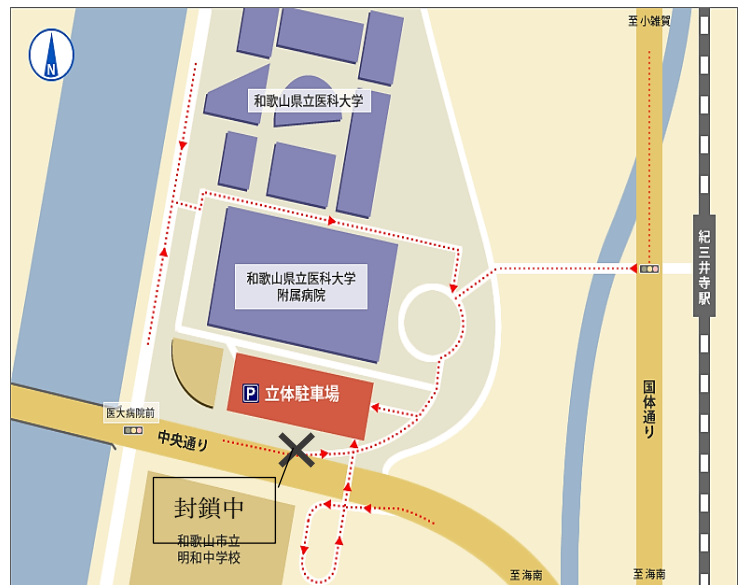 至小雑賀
N
和歌山県立医科大学
紀三井寺駅
和歌山県立医科大学
附属病院
P 立体駐車場
国体通り
医大病院前
中央通り
封鎖中
和歌山市立
明和中学校
至海南
至海南